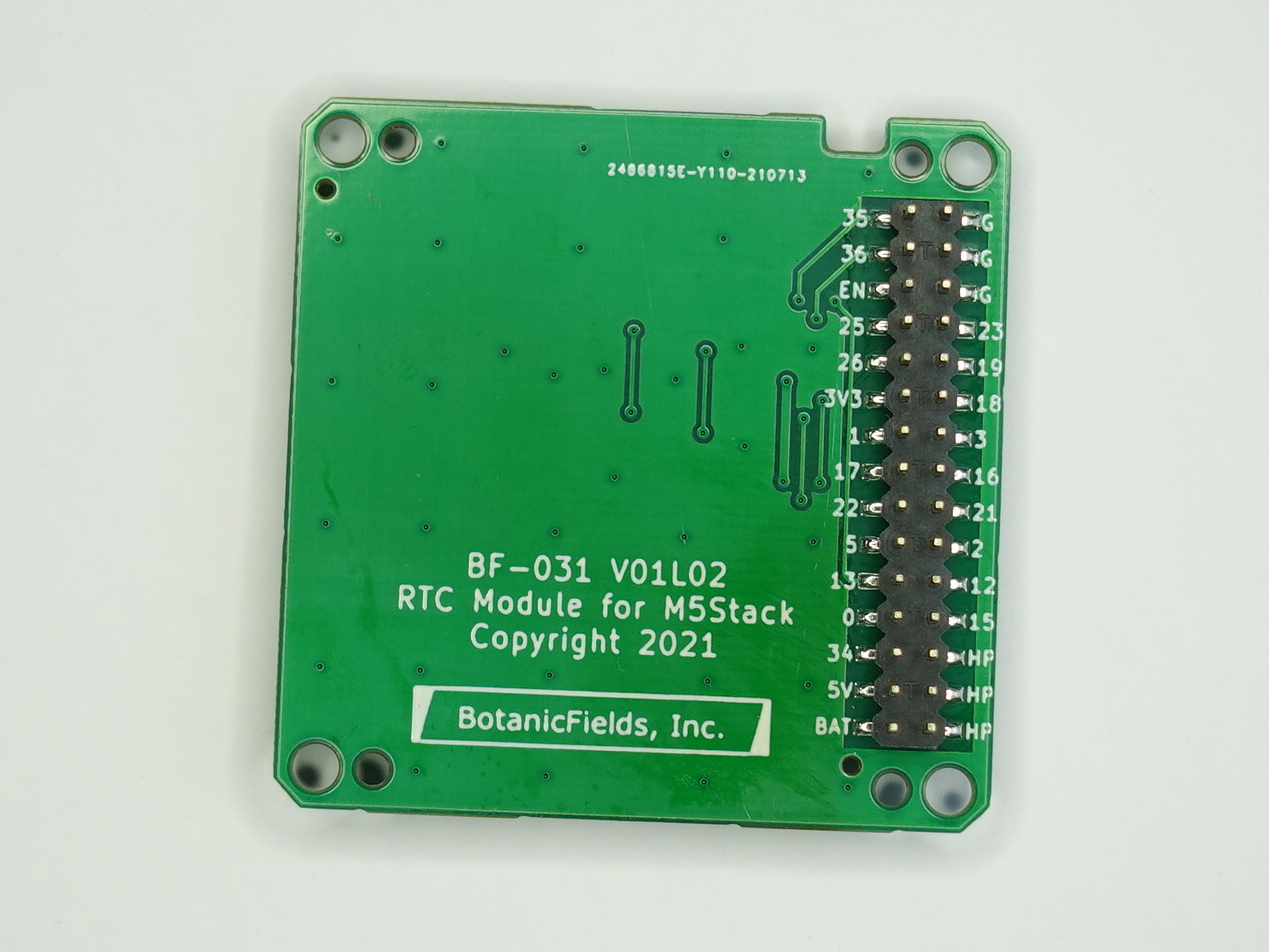 2486815E-Y110-210713
35 G
36 G
EN G
25 23
26 19
3V3 18
1 3
17 16
22 21
5 2
13 12
0 15
34 HP
5V HP
BAT HP
BF-031 V01L02
RTC Module for M5Stack
Copyright 2021
BotanicFields, Inc.